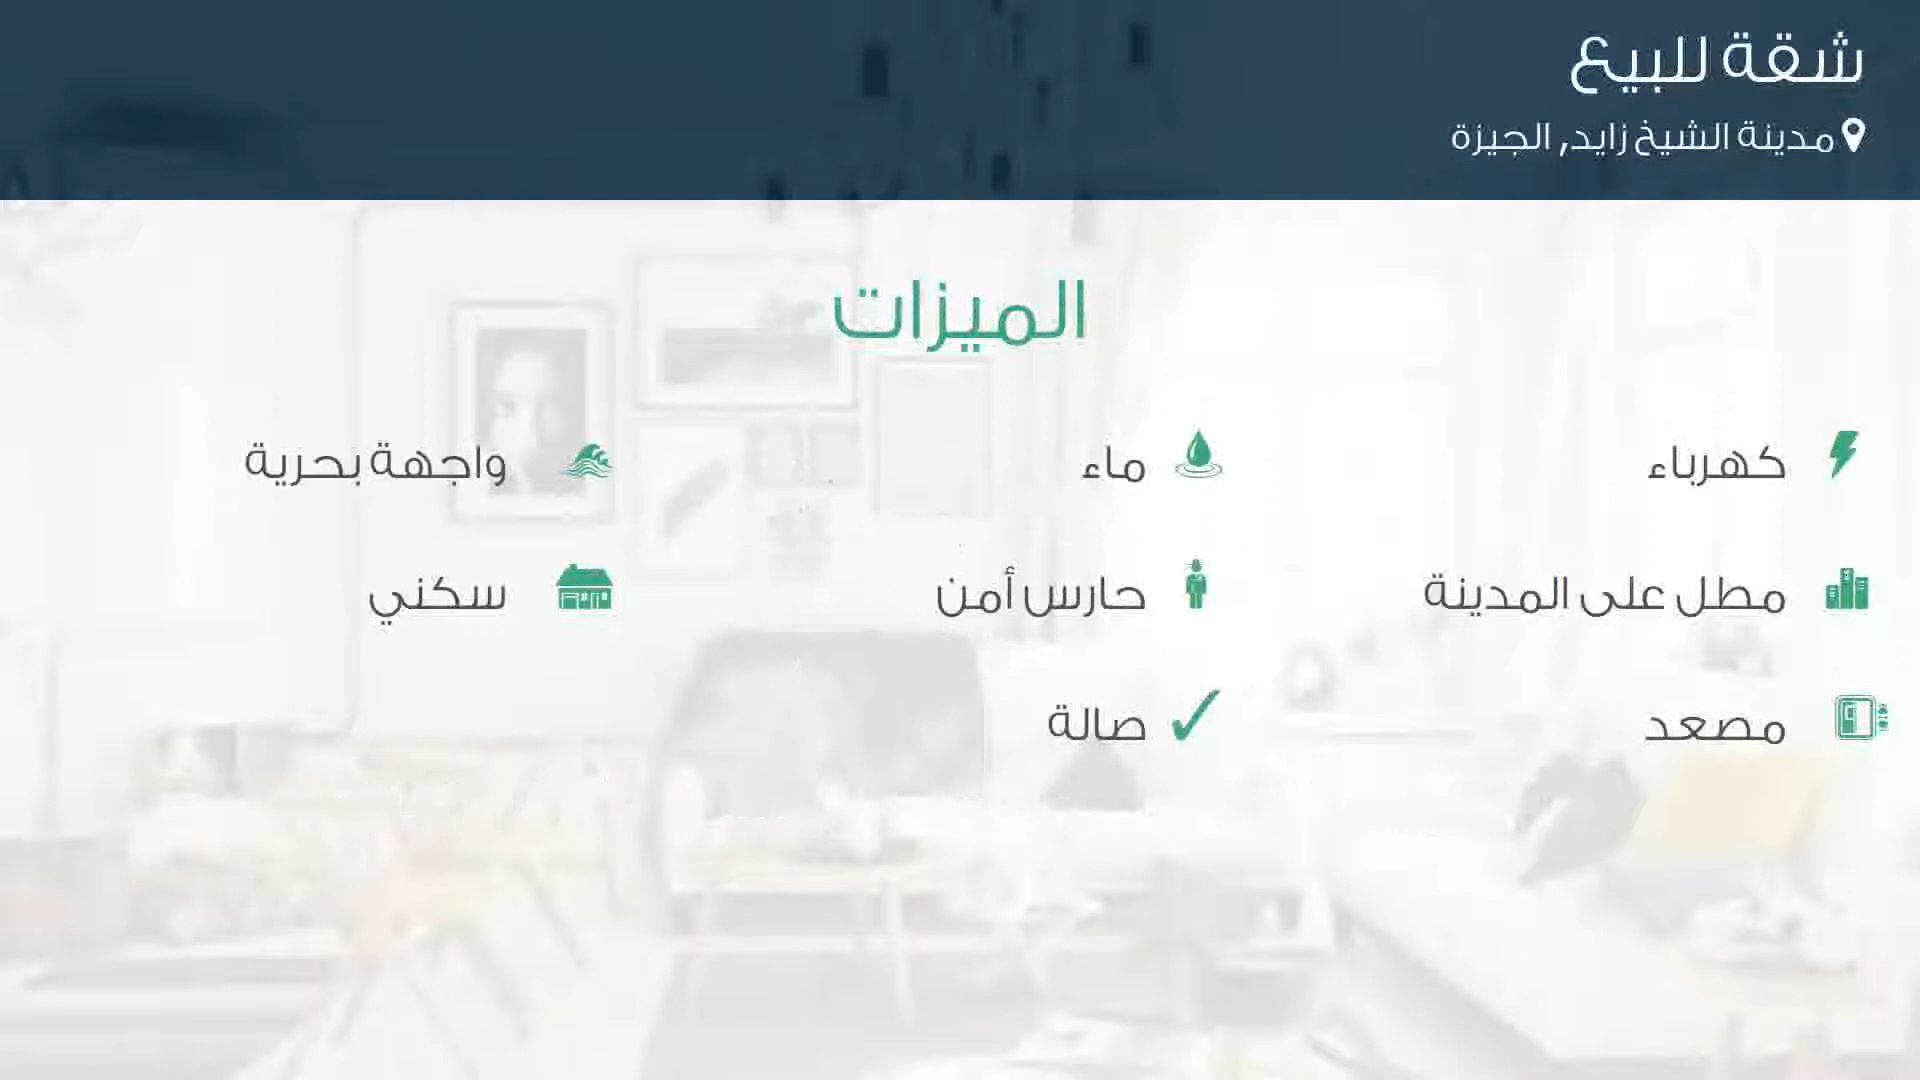 شقة للبيع
مدينة الشيخ زايد, الجيزة
الميزات
كهرباء
ماء
واجهة بحرية
مطل على المدينة
حارس أمن
سكني
مصعد
صالة